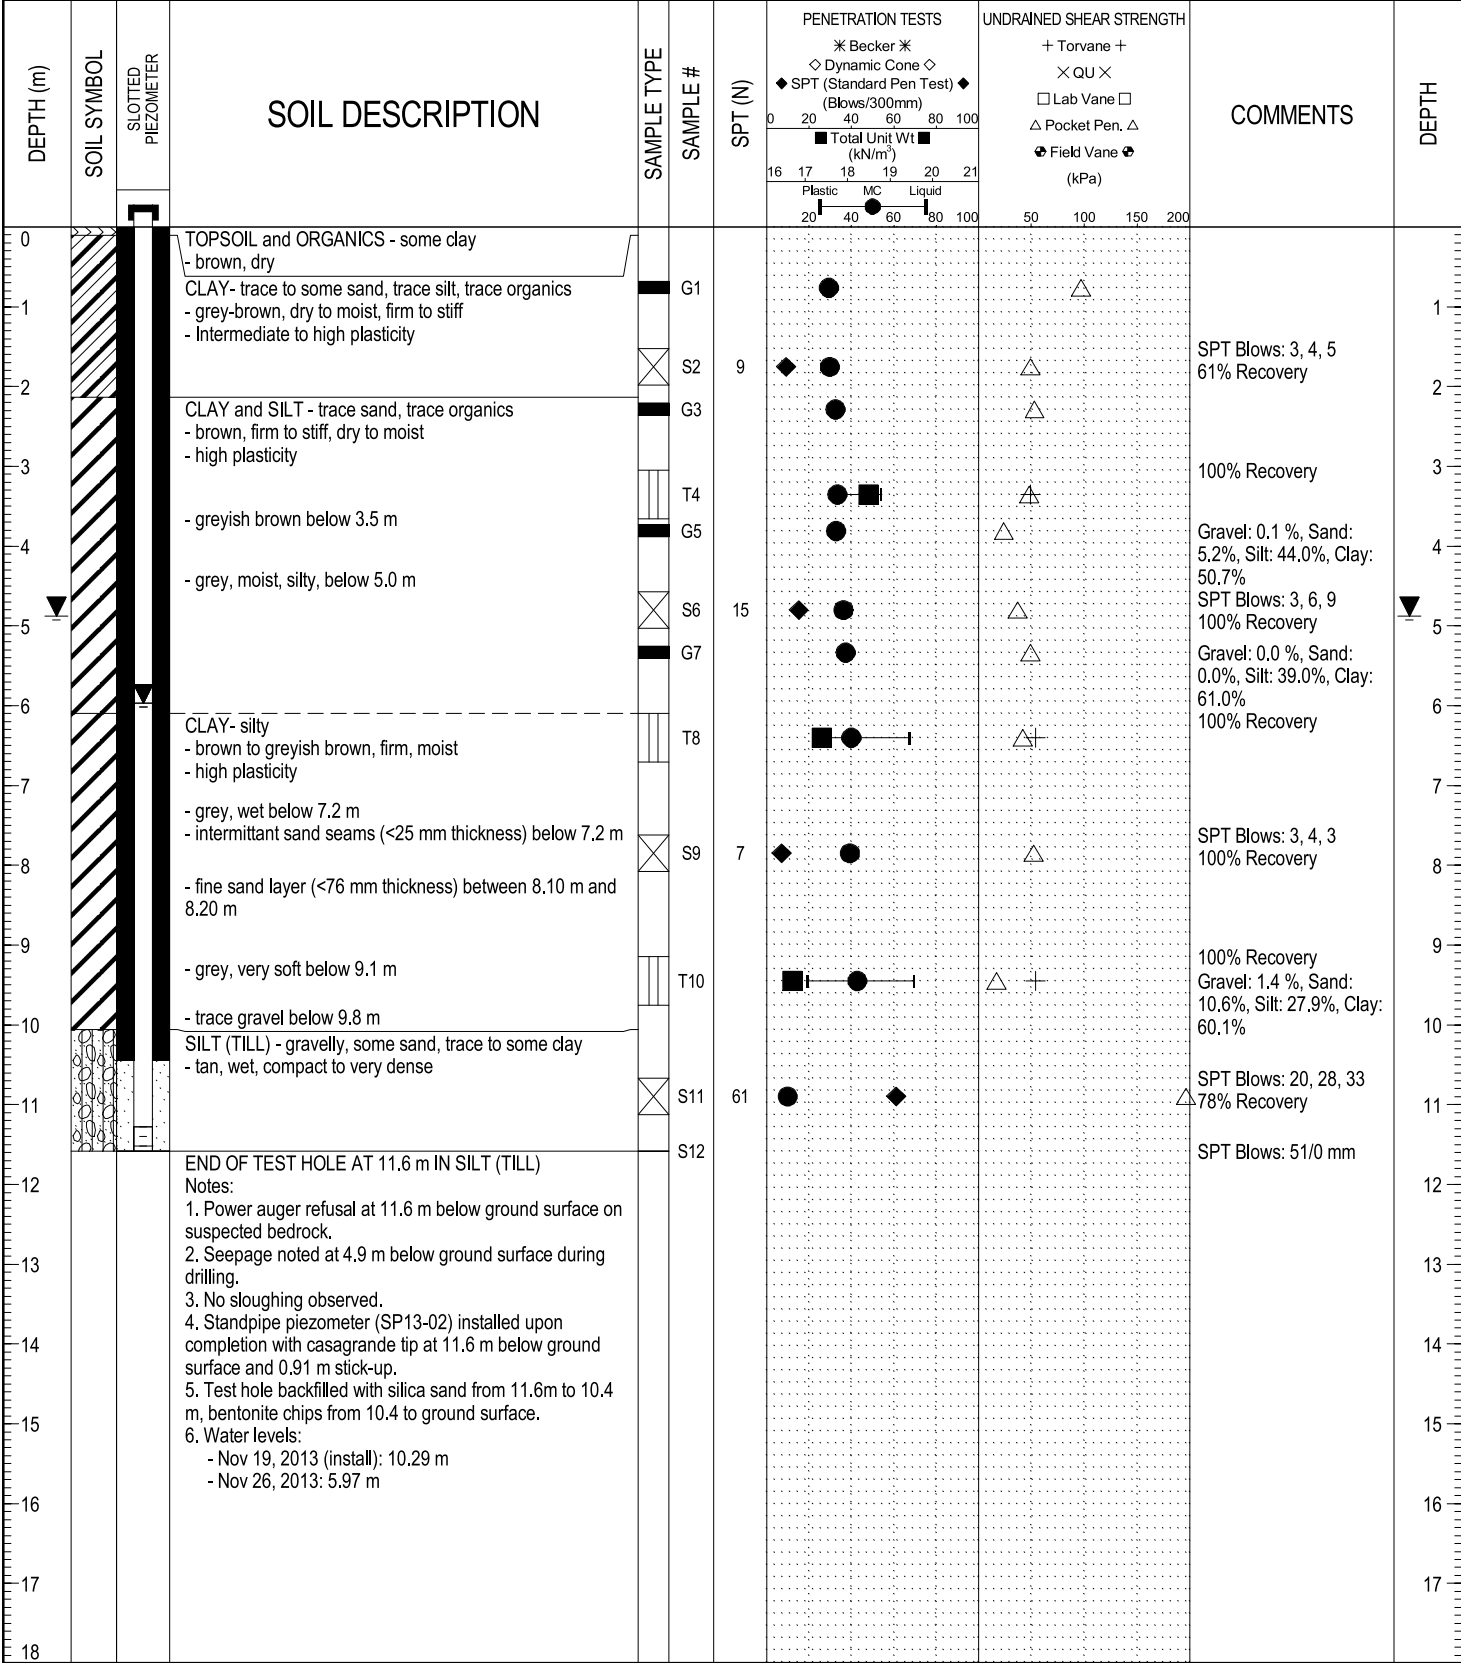 DEPTH (m)
SOIL SYMBOL
SLOTTED
PIEZOMETER
SOIL DESCRIPTION
SAMPLE TYPE
SAMPLE #
SPT (N)
PENETRATION TESTS
✳ Becker ✳
◇ Dynamic Cone ◇
◆ SPT (Standard Pen Test) ◆
(Blows/300mm)
0 20 40 60 80 100
■ Total Unit Wt ■
(kN/m³)
16 17 18 19 20 21
Plastic MC Liquid
20 40 60 80 100
UNDRAINED SHEAR STRENGTH
+ Torvane +
× QU ×
□ Lab Vane □
△ Pocket Pen. △
Field Vane
(kPa)
50 100 150 200
COMMENTS
DEPTH
0
1
2
3
4
5
6
7
8
9
10
11
12
13
14
15
16
17
18
TOPSOIL and ORGANICS - some clay
- brown, dry
CLAY- trace to some sand, trace silt, trace organics
- grey-brown, dry to moist, firm to stiff
- Intermediate to high plasticity
CLAY and SILT - trace sand, trace organics
- brown, firm to stiff, dry to moist
- high plasticity
- greyish brown below 3.5 m
- grey, moist, silty, below 5.0 m
CLAY- silty
- brown to greyish brown, firm, moist
- high plasticity
- grey, wet below 7.2 m
- intermittant sand seams (<25 mm thickness) below 7.2 m
- fine sand layer (<76 mm thickness) between 8.10 m and
8.20 m
- grey, very soft below 9.1 m
- trace gravel below 9.8 m
SILT (TILL) - gravelly, some sand, trace to some clay
- tan, wet, compact to very dense
END OF TEST HOLE AT 11.6 m IN SILT (TILL)
Notes:
1. Power auger refusal at 11.6 m below ground surface on
suspected bedrock.
2. Seepage noted at 4.9 m below ground surface during
drilling.
3. No sloughing observed.
4. Standpipe piezometer (SP13-02) installed upon
completion with casagrande tip at 11.6 m below ground
surface and 0.91 m stick-up.
5. Test hole backfilled with silica sand from 11.6m to 10.4
m, bentonite chips from 10.4 to ground surface.
6. Water levels:
- Nov 19, 2013 (install): 10.29 m
- Nov 26, 2013: 5.97 m
G1
S2
G3
T4
G5
S6
G7
T8
S9
T10
S11
S12
9
15
7
61
SPT Blows: 3, 4, 5
61% Recovery
100% Recovery
Gravel: 0.1 %, Sand:
5.2%, Silt: 44.0%, Clay:
50.7%
SPT Blows: 3, 6, 9
100% Recovery
Gravel: 0.0 %, Sand:
0.0%, Silt: 39.0%, Clay:
61.0%
100% Recovery
SPT Blows: 3, 4, 3
100% Recovery
100% Recovery
Gravel: 1.4 %, Sand:
10.6%, Silt: 27.9%, Clay:
60.1%
SPT Blows: 20, 28, 33
78% Recovery
SPT Blows: 51/0 mm
1
2
3
4
5
6
7
8
9
10
11
12
13
14
15
16
17